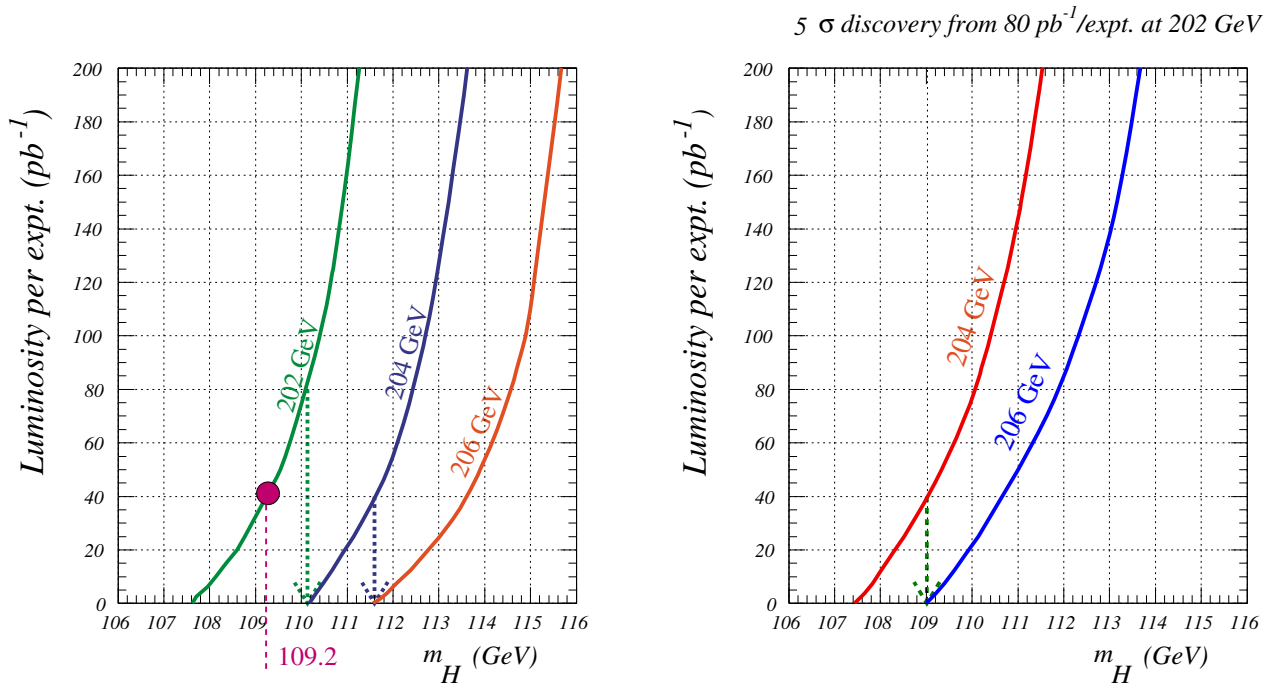 5 σ discovery from 80 pb-1/expt. at 202 GeV
Luminosity per expt. (pb-1)
200
180
160
140
120
100
80
60
40
20
0
202 GeV
204 GeV
206 GeV
106 107 108 109 110 111 112 113 114 115 116
109.2
mH (GeV)
Luminosity per expt. (pb-1)
200
180
160
140
120
100
80
60
40
20
0
204 GeV
206 GeV
106 107 108 109 110 111 112 113 114 115 116
mH (GeV)